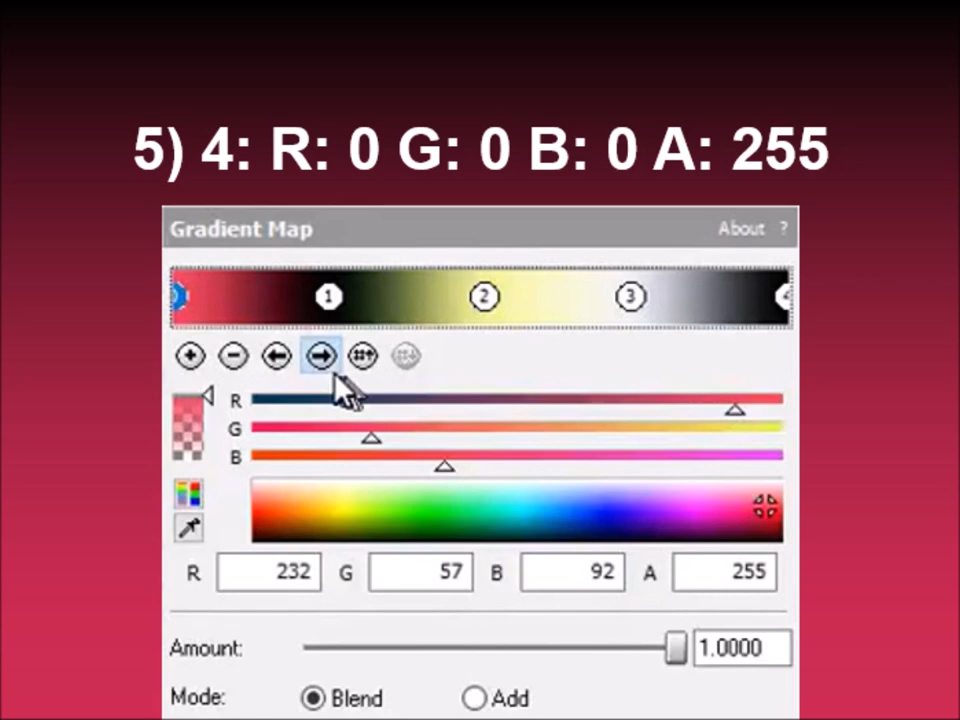 5) 4: R: 0 G: 0 B: 0 A: 255
Gradient Map About ?
1 2 3 4
R
G
B
R 232 G 57 B 92 A 255
Amount: 1.0000
Mode: Blend Add